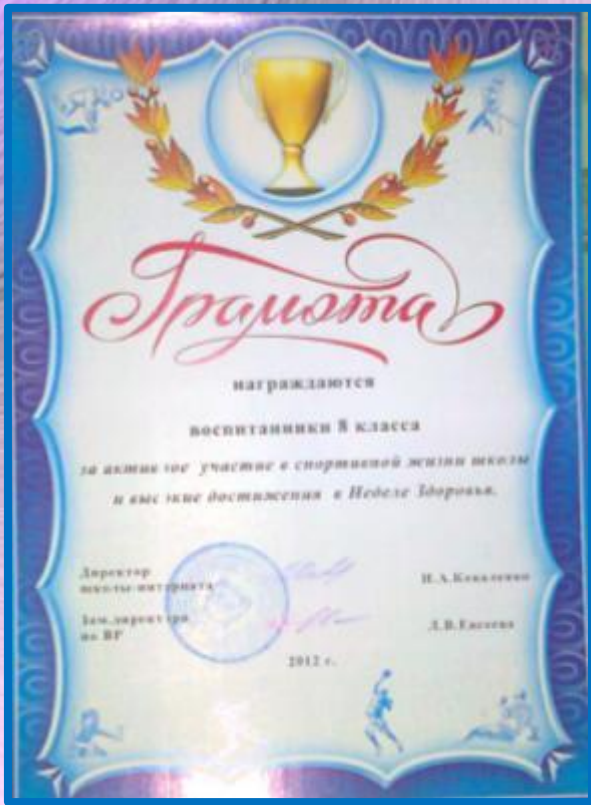 Грамота
награждаются
воспитанники 8 класса
за активное участие в спортивной жизни школы
и высокие достижения в Неделе Здоровья.
Директор
школы-интерната
И.А.Коваленко
Зам.директора
по ВР
2012 г.